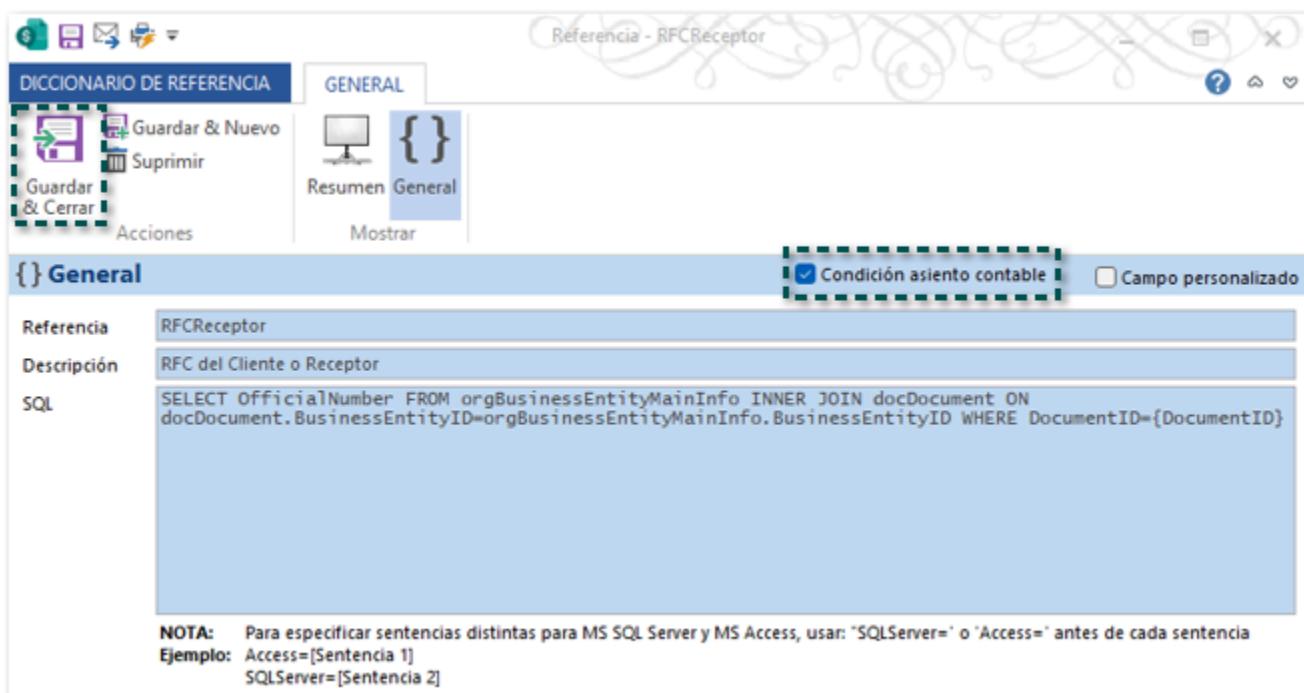 Referencia - RFCReceptor
DICCIONARIO DE REFERENCIA
GENERAL
Guardar & Cerrar
Guardar & Nuevo
Suprimir
Acciones
Resumen
General
Mostrar
{ } General
Condición asiento contable
Campo personalizado
Referencia
RFCReceptor
Descripción
RFC del Cliente o Receptor
SQL
SELECT OfficialNumber FROM orgBusinessEntityMainInfo INNER JOIN docDocument ON
docDocument.BusinessEntityID=orgBusinessEntityMainInfo.BusinessEntityID WHERE DocumentID={DocumentID}
NOTA: Para especificar sentencias distintas para MS SQL Server y MS Access, usar: "SQLServer=' o 'Access=' antes de cada sentencia
Ejemplo: Access=[Sentencia 1]
SQLServer=[Sentencia 2]